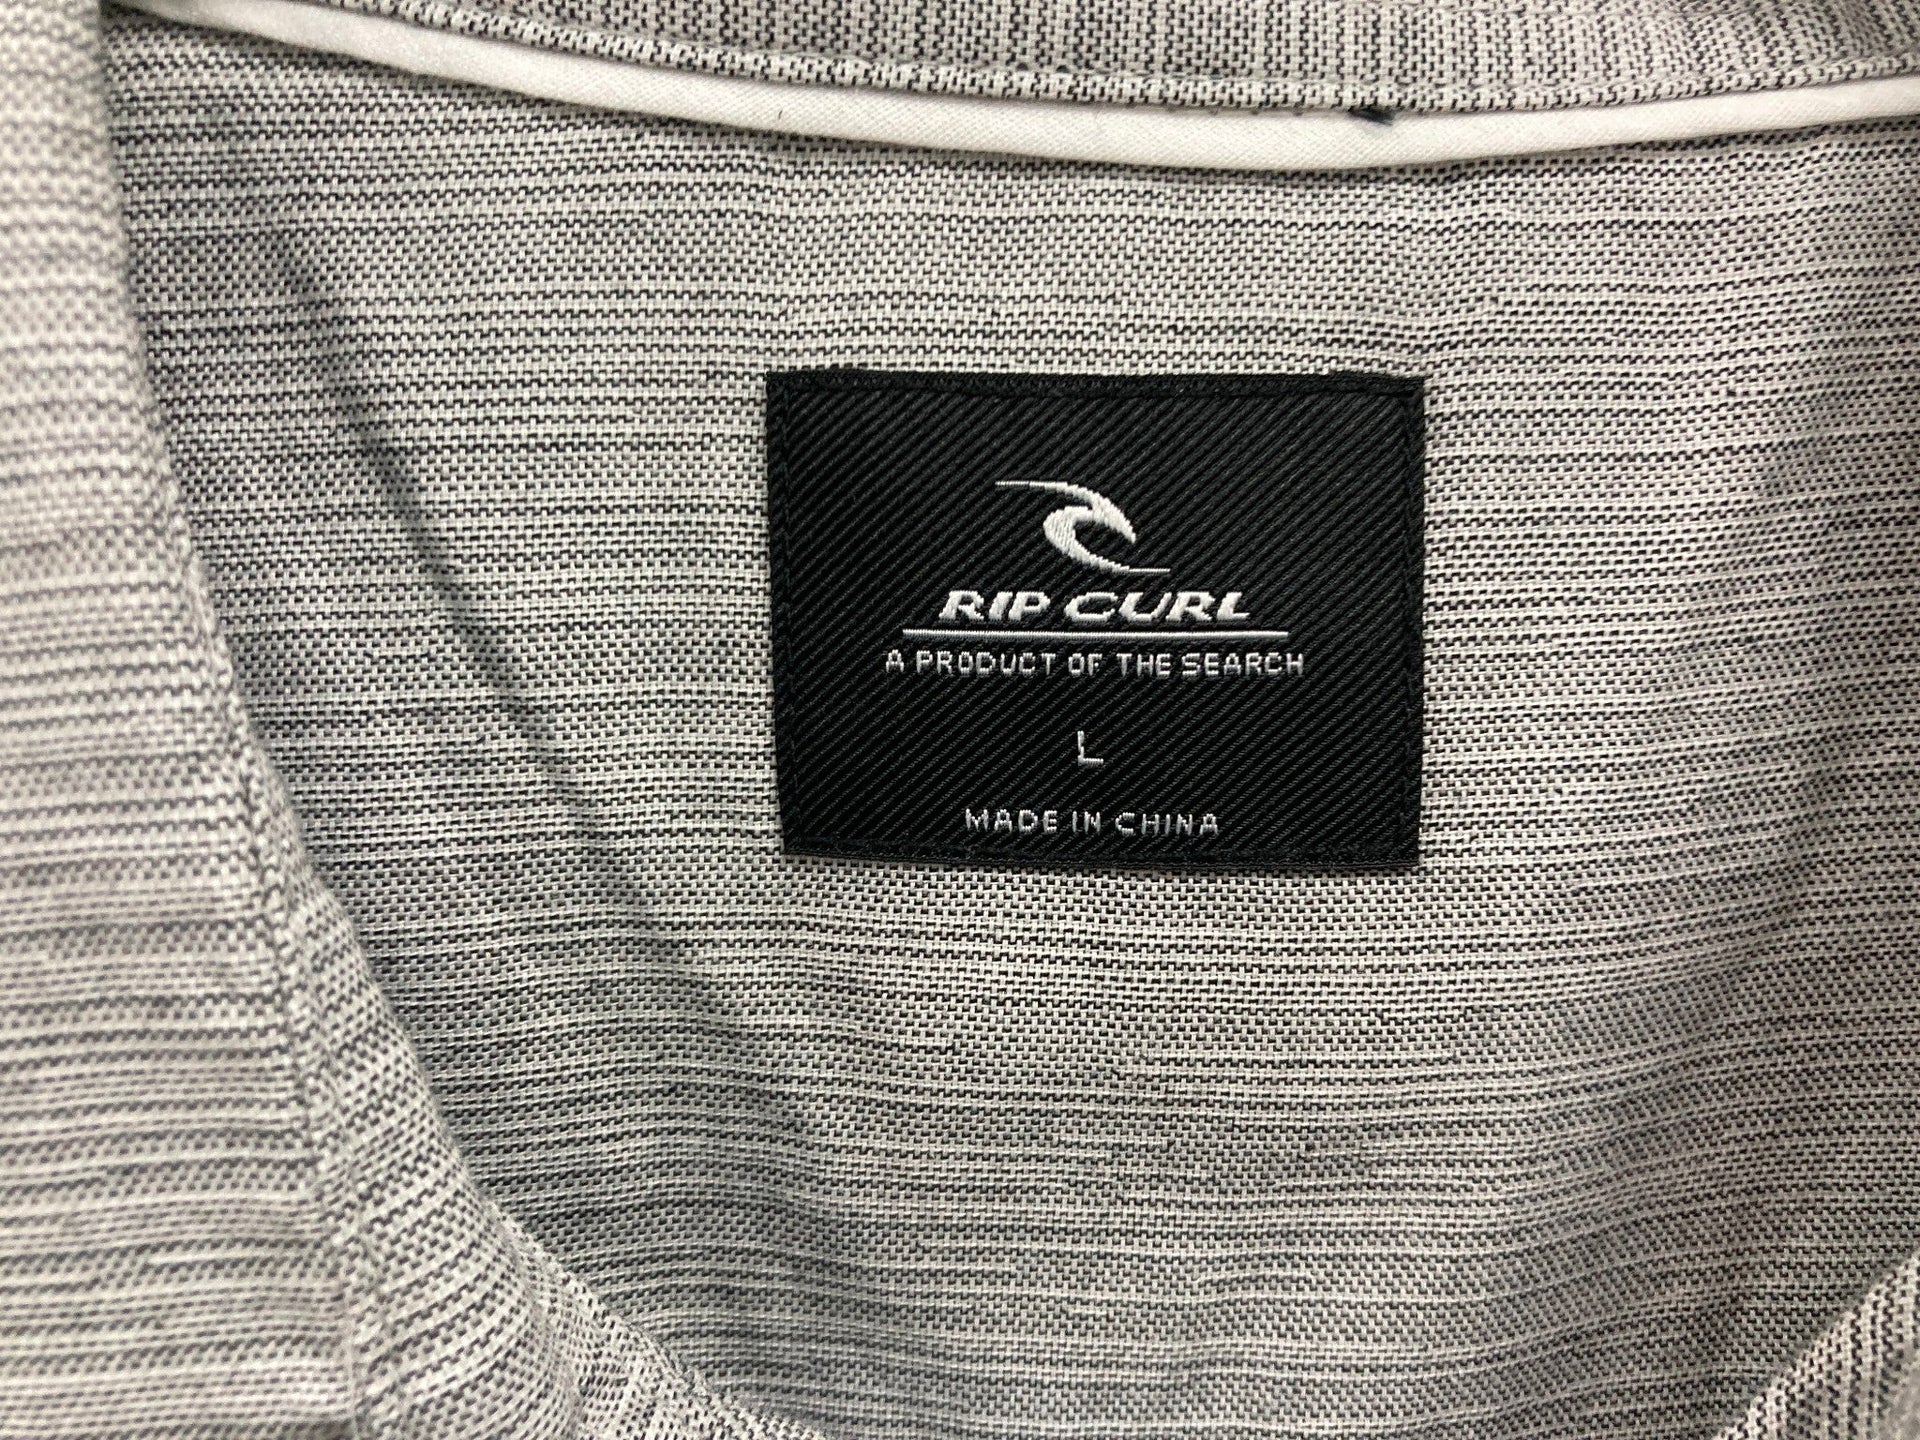 RIP CURL
A PRODUCT OF THE SEARCH
L
MADE IN CHINA